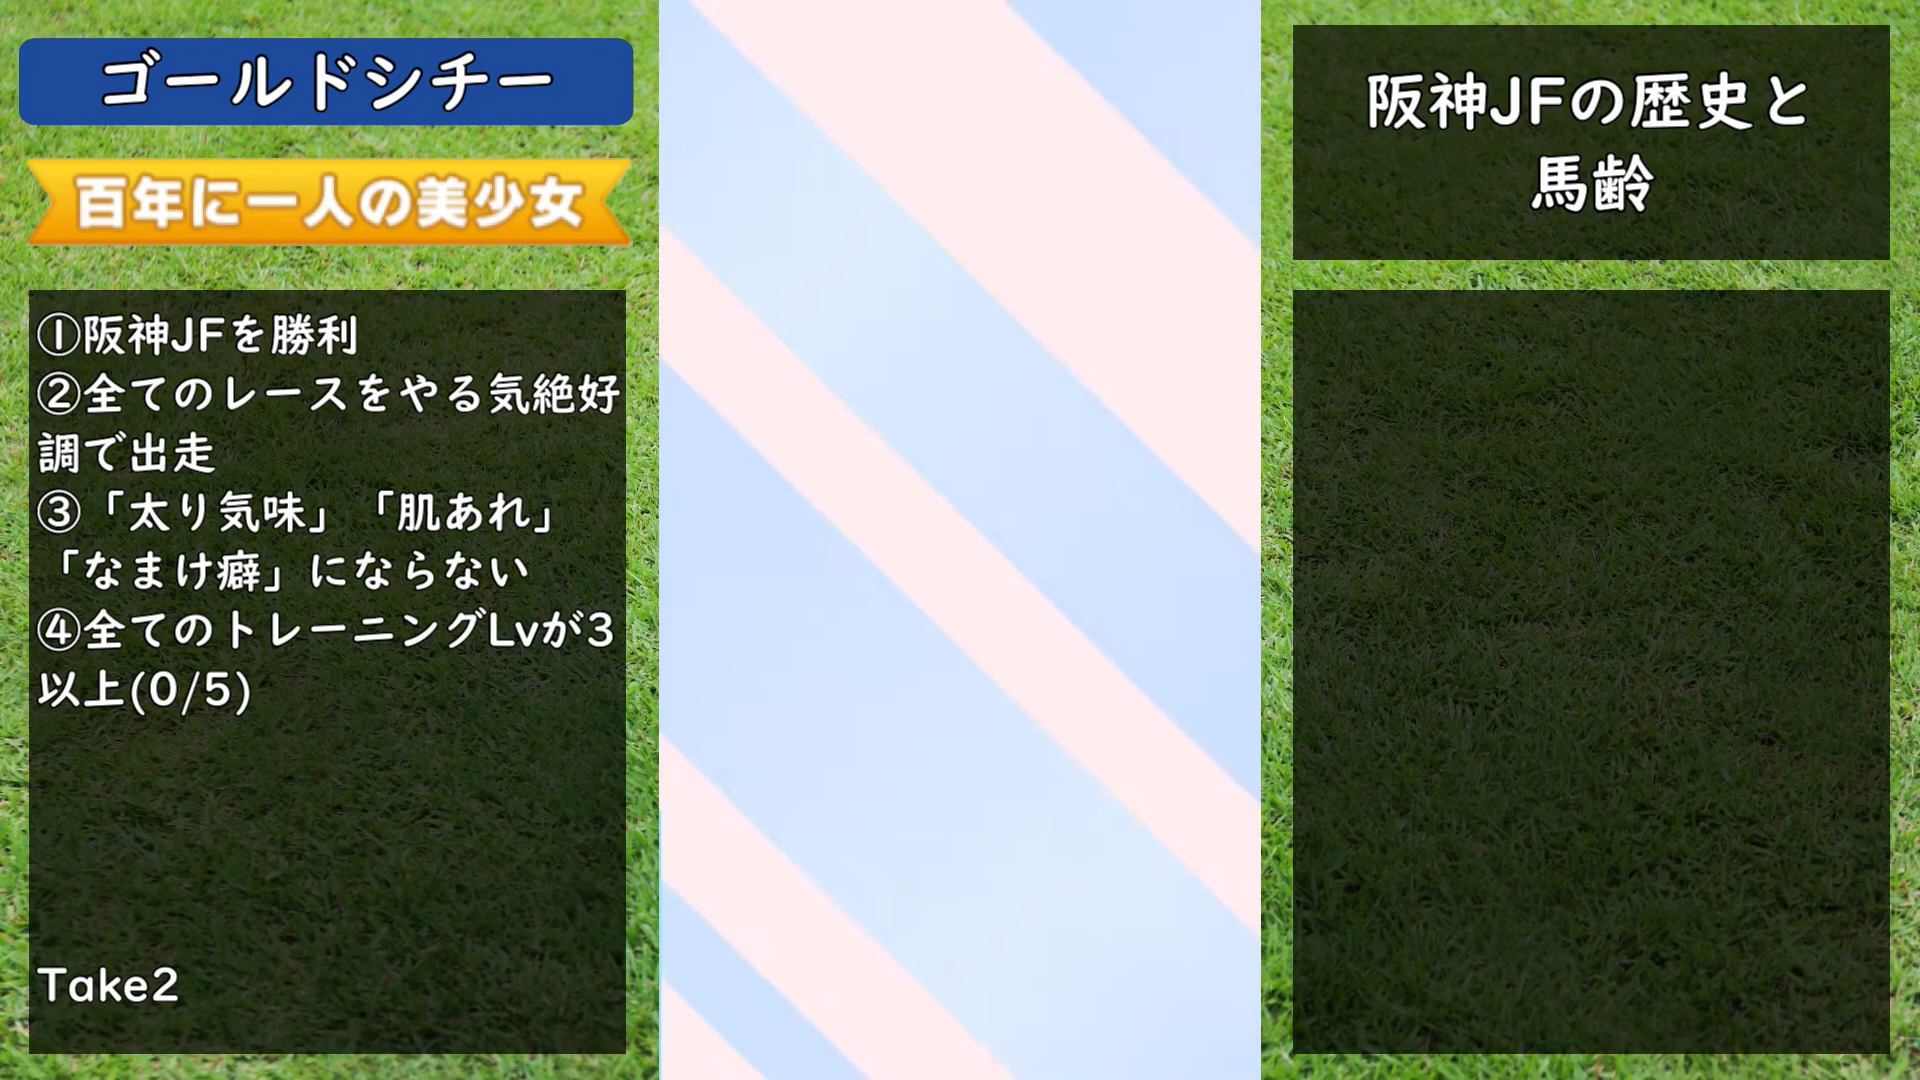 ゴールドシチー
百年に一人の美少女
①阪神JFを勝利
②全てのレースをやる気絶好
調で出走
③「太り気味」「肌あれ」
「なまけ癖」にならない
④全てのトレーニングLvが3
以上(0/5)
Take2
阪神JFの歴史と
馬齢